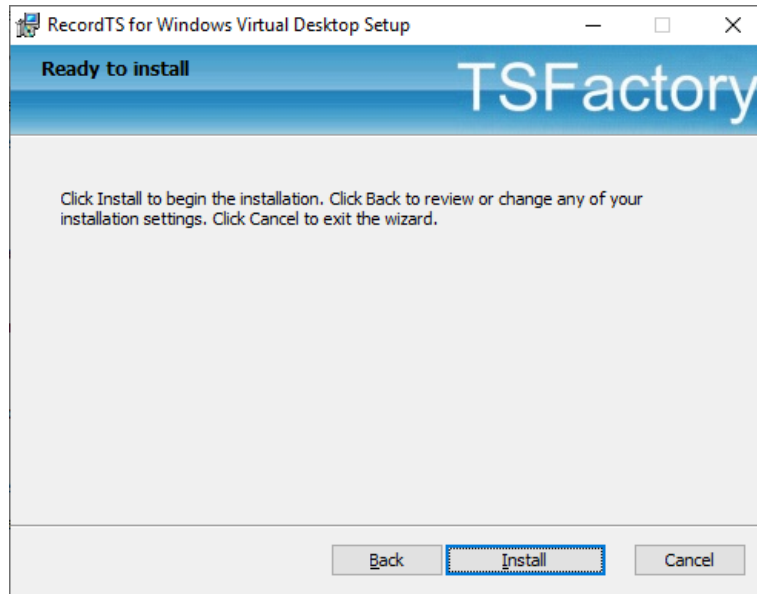 RecordTS for Windows Virtual Desktop Setup
Ready to install
TSFactory
Click Install to begin the installation. Click Back to review or change any of your
installation settings. Click Cancel to exit the wizard.
Back
Install
Cancel